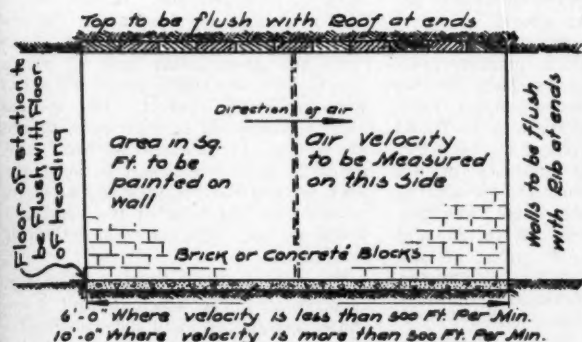 Top to be flush with Roof at ends
Floor of station to
be Flush with Floor
of heading
Direction of air
area in Sq.
Ft. to be
painted on
wall
air Velocity
to be Measured
on this Side
Walls to be flush
with Rib at ends
Brick or Concrete Blocks
6'-0" Where velocity is less than 500 Ft. Per Min.
10'-0" Where velocity is more than 500 Ft. Per Min.